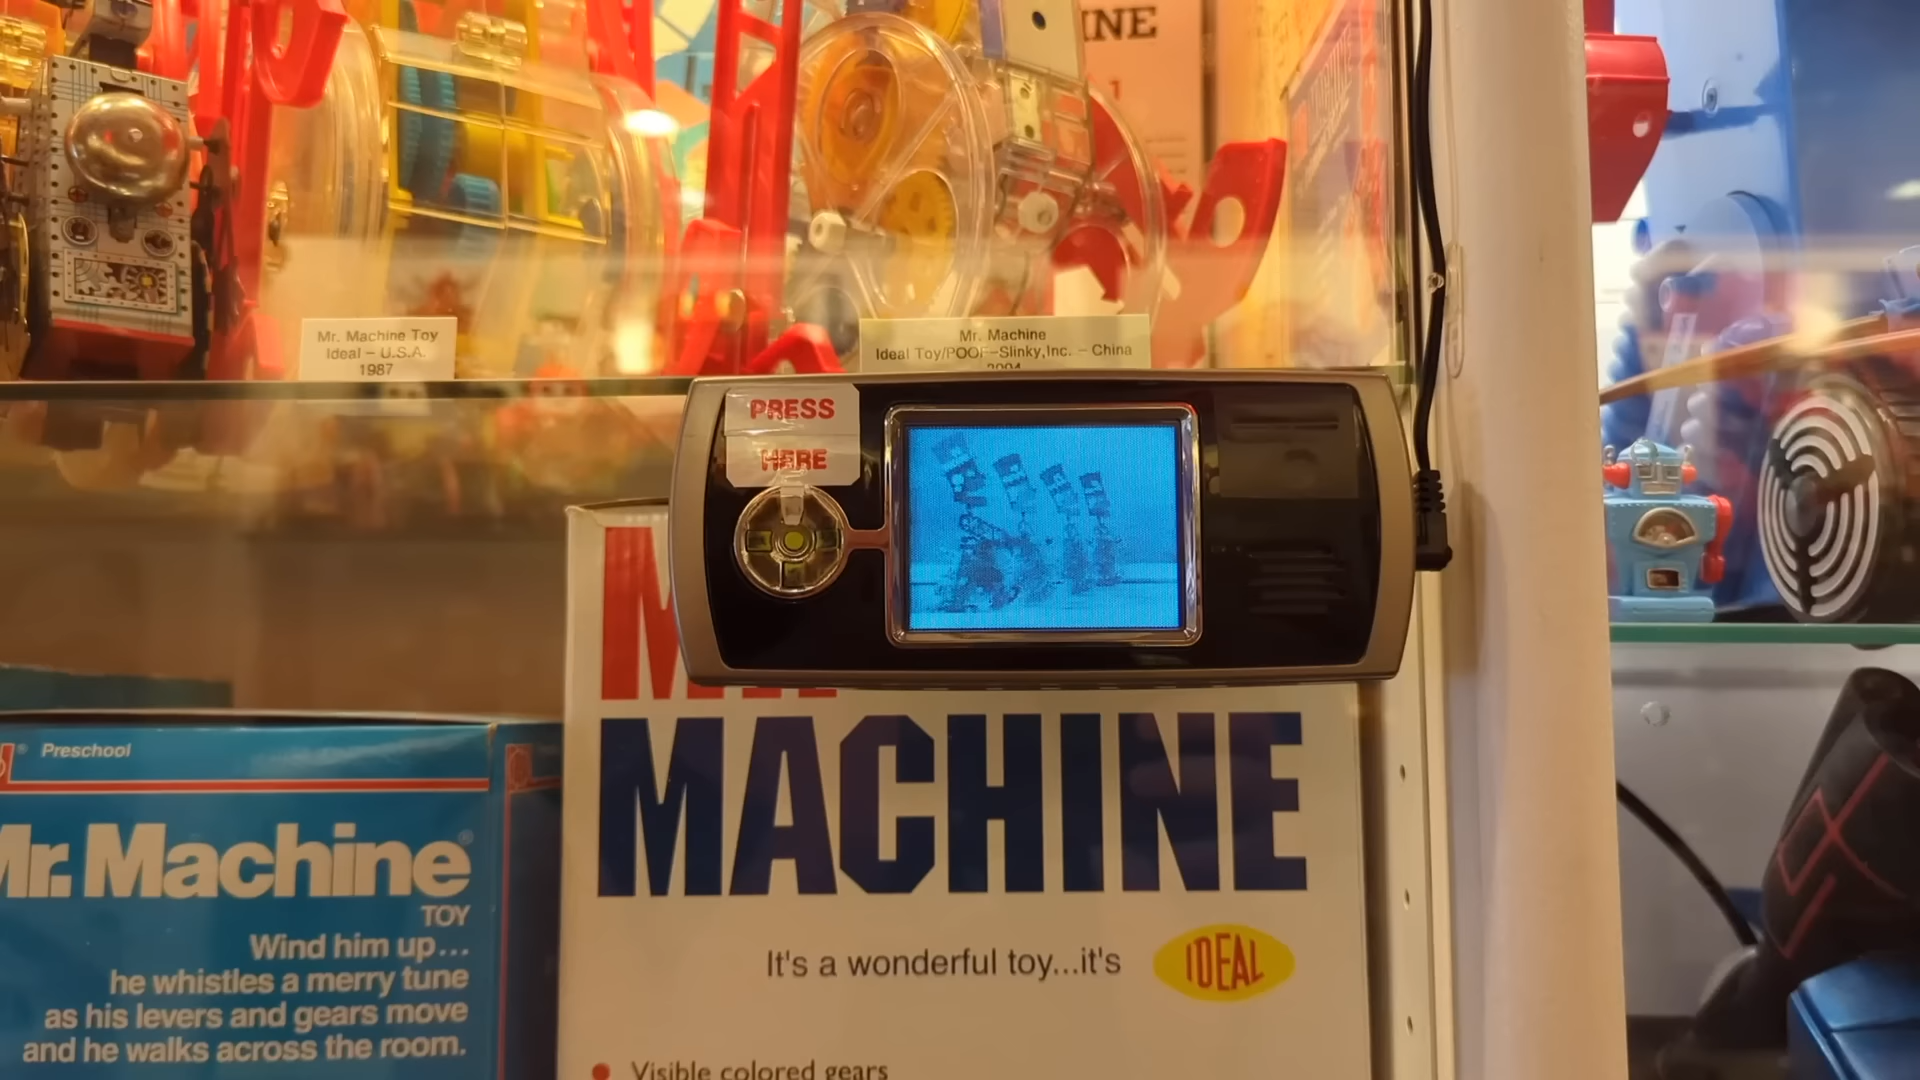 INE
Mr. Machine Toy
Ideal – U.S.A.
1987
Mr. Machine
Ideal Toy/POOF-Slinky,Inc. – China
2004
PRESS
HERE
MACHINE
It's a wonderful toy...it's
IDEAL
Visible colored gears
® Preschool
Mr. Machine®
TOY
Wind him up...
he whistles a merry tune
as his levers and gears move
and he walks across the room.